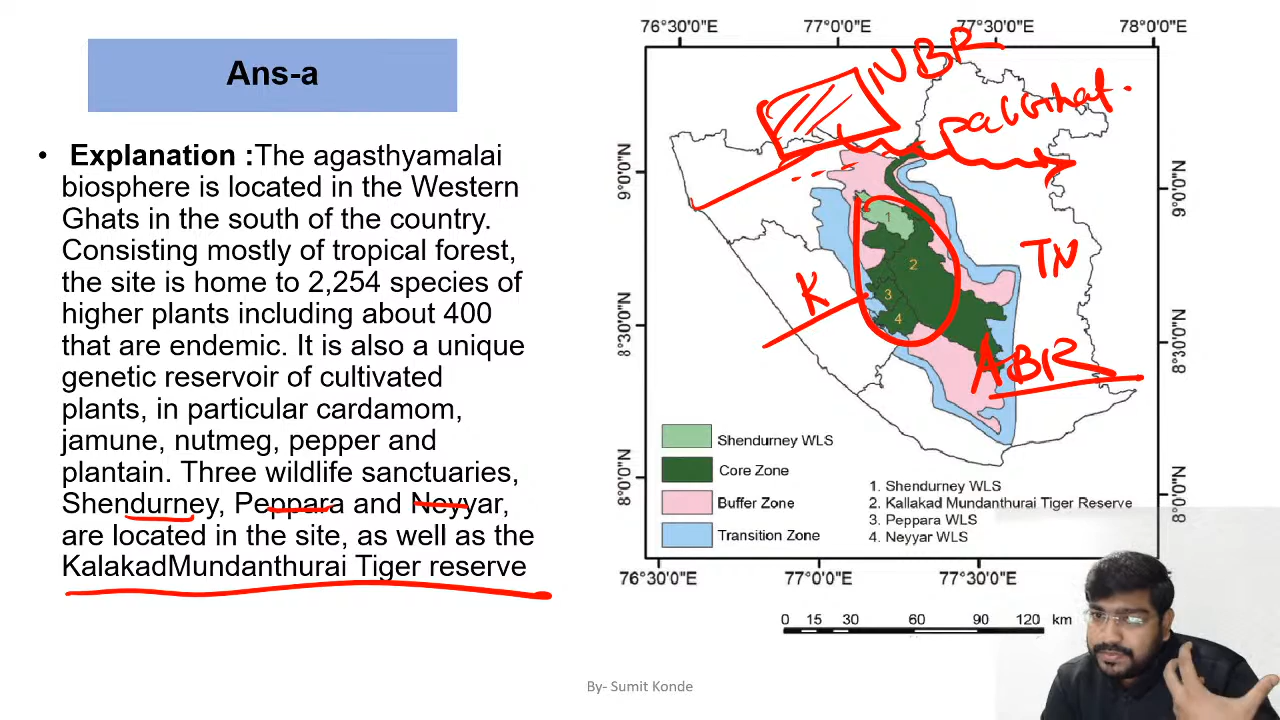 Ans-a
• Explanation :The agasthyamalai
biosphere is located in the Western
Ghats in the south of the country.
Consisting mostly of tropical forest,
the site is home to 2,254 species of
higher plants including about 400
that are endemic. It is also a unique
genetic reservoir of cultivated
plants, in particular cardamom,
jamune, nutmeg, pepper and
plantain. Three wildlife sanctuaries,
Shendurney, Peppara and Neyyar,
are located in the site, as well as the
KalakadMundanthurai Tiger reserve
76°30'0"E 77°0'0"E 77°30'0"E 78°0'0"E
NBR
palGhat.
9°0'0"N 9°0'0"N
1
2
TN
K
3
4
8°30'0"N 8°30'0"N
ABR
Shendurney WLS
Core Zone
Buffer Zone
Transition Zone
1. Shendurney WLS
2. Kallakad Mundanthurai Tiger Reserve
3. Peppara WLS
4. Neyyar WLS
8°0'0"N 8°0'0"N
76°30'0"E 77°0'0"E 77°30'0"E
0 15 30 60 90 120 km
By- Sumit Konde